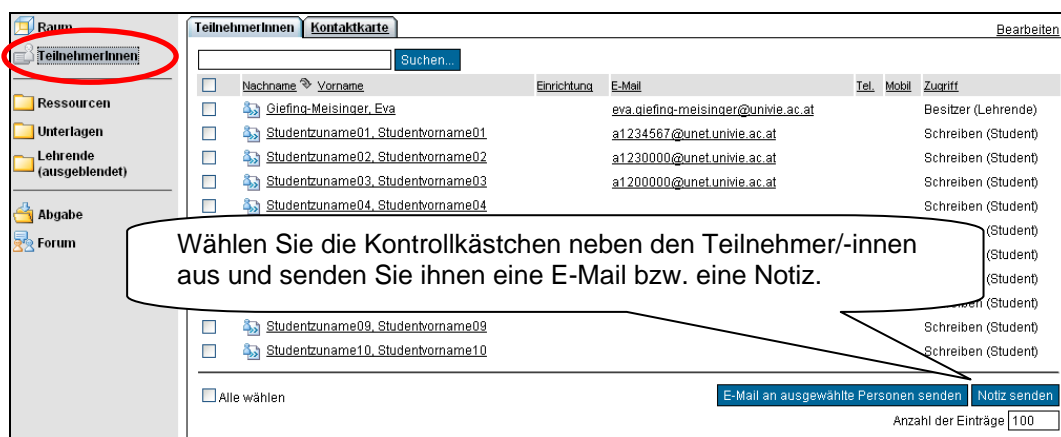 Raum
TeilnehmerInnen
Ressourcen
Unterlagen
Lehrende
(ausgeblendet)
Abgabe
Forum
TeilnehmerInnen Kontaktkarte Bearbeiten
Suchen...
Nachname Vorname Einrichtung E-Mail Tel. Mobil Zugriff
Giefing-Meisinger, Eva eva.giefing-meisinger@univie.ac.at Besitzer (Lehrende)
Studentzuname01, Studentvorname01 a1234567@unet.univie.ac.at Schreiben (Student)
Studentzuname02, Studentvorname02 a1230000@unet.univie.ac.at Schreiben (Student)
Studentzuname03, Studentvorname03 a1200000@unet.univie.ac.at Schreiben (Student)
Studentzuname04, Studentvorname04 Schreiben (Student)
(Student)
Wählen Sie die Kontrollkästchen neben den Teilnehmer/-innen
(Student)
aus und senden Sie ihnen eine E-Mail bzw. eine Notiz.
(Student)
(Student)
Studentzuname09, Studentvorname09 Schreiben (Student)
Studentzuname10, Studentvorname10 Schreiben (Student)
Alle wählen E-Mail an ausgewählte Personen senden Notiz senden
Anzahl der Einträge 100